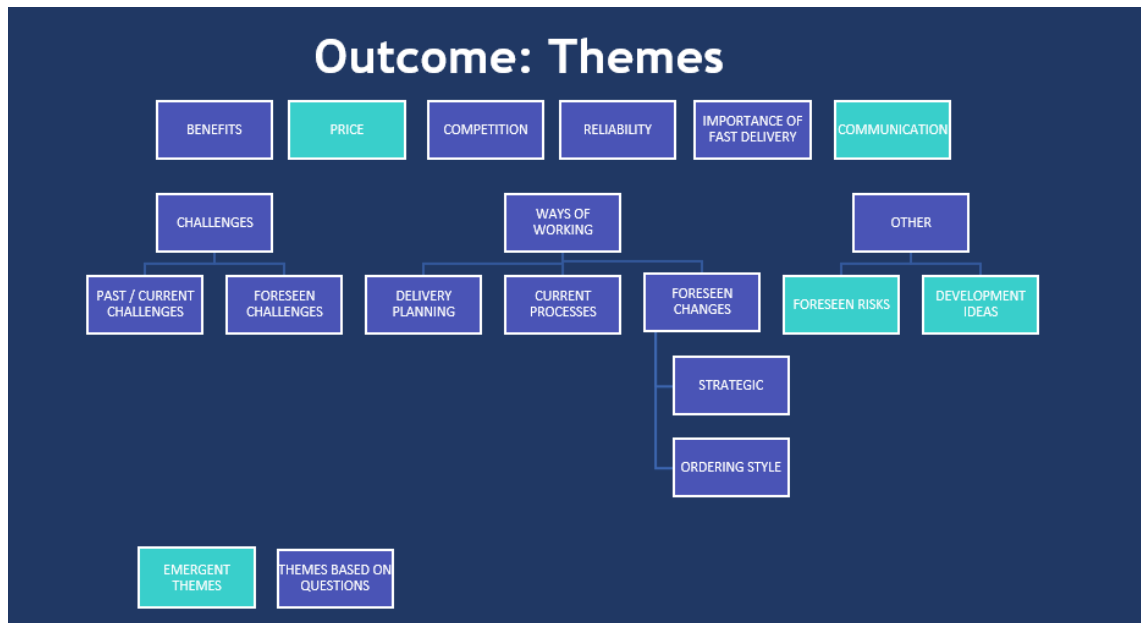 Outcome: Themes
BENEFITS
PRICE
COMPETITION
RELIABILITY
IMPORTANCE OF
FAST DELIVERY
COMMUNICATION
CHALLENGES
WAYS OF
WORKING
OTHER
PAST / CURRENT
CHALLENGES
FORESEEN
CHALLENGES
DELIVERY
PLANNING
CURRENT
PROCESSES
FORESEEN
CHANGES
FORESEEN RISKS
DEVELOPMENT
IDEAS
STRATEGIC
ORDERING STYLE
EMERGENT
THEMES
THEMES BASED ON
QUESTIONS